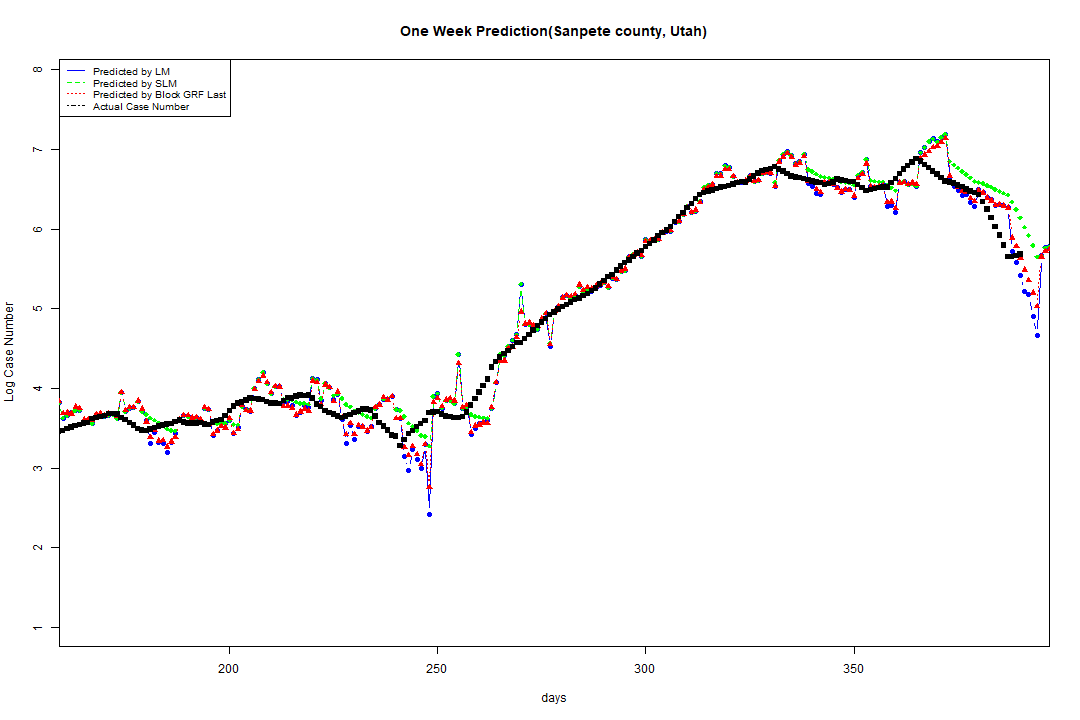 One Week Prediction(Sanpete county, Utah)
Predicted by LM
Predicted by SLM
Predicted by Block GRF Last
Actual Case Number
8
7
6
5
4
3
2
1
Log Case Number
200 250 300 350
days